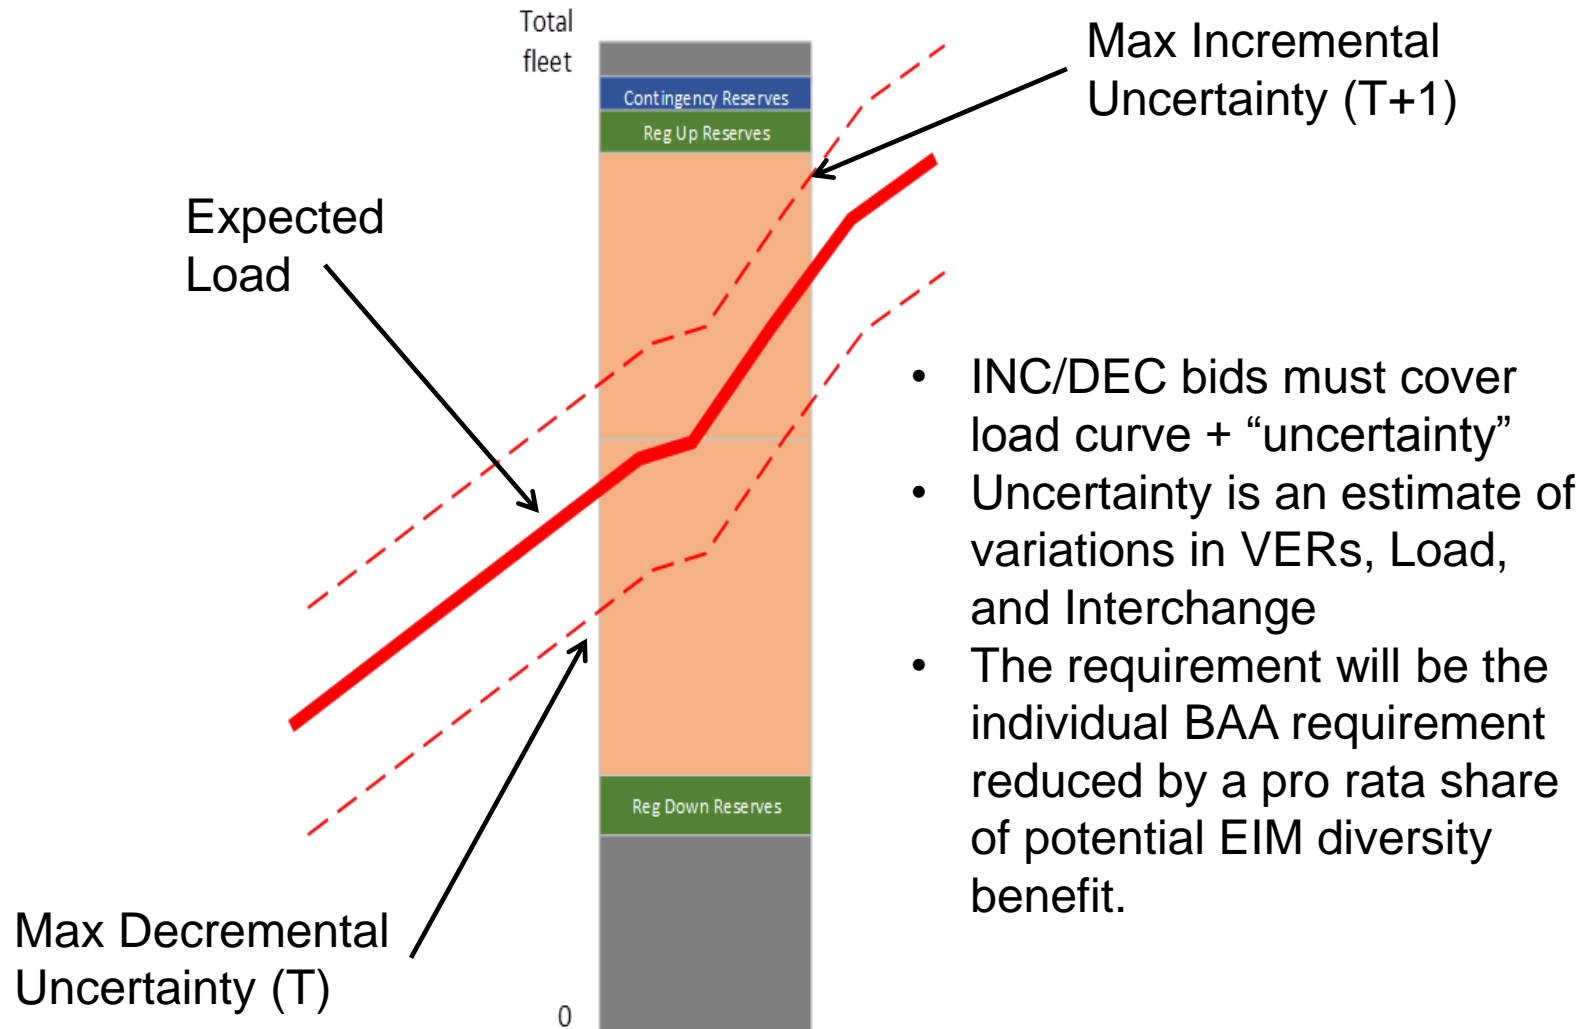 Total
fleet
Contingency Reserves
Reg Up Reserves
Max Incremental
Uncertainty (T+1)
Expected
Load
• INC/DEC bids must cover
load curve + “uncertainty”
• Uncertainty is an estimate of
variations in VERs, Load,
and Interchange
• The requirement will be the
individual BAA requirement
reduced by a pro rata share
of potential EIM diversity
benefit.
Reg Down Reserves
Max Decremental
Uncertainty (T)
0